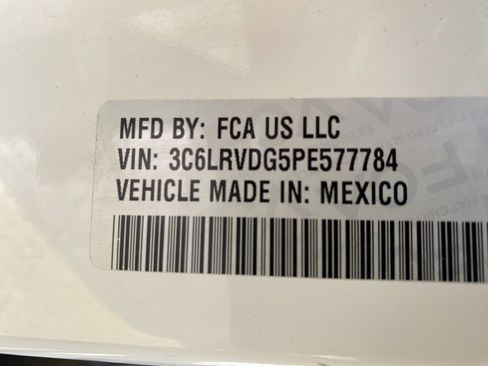 MFD BY: FCA US LLC
VIN: 3C6LRVDG5PE577784
VEHICLE MADE IN: MEXICO